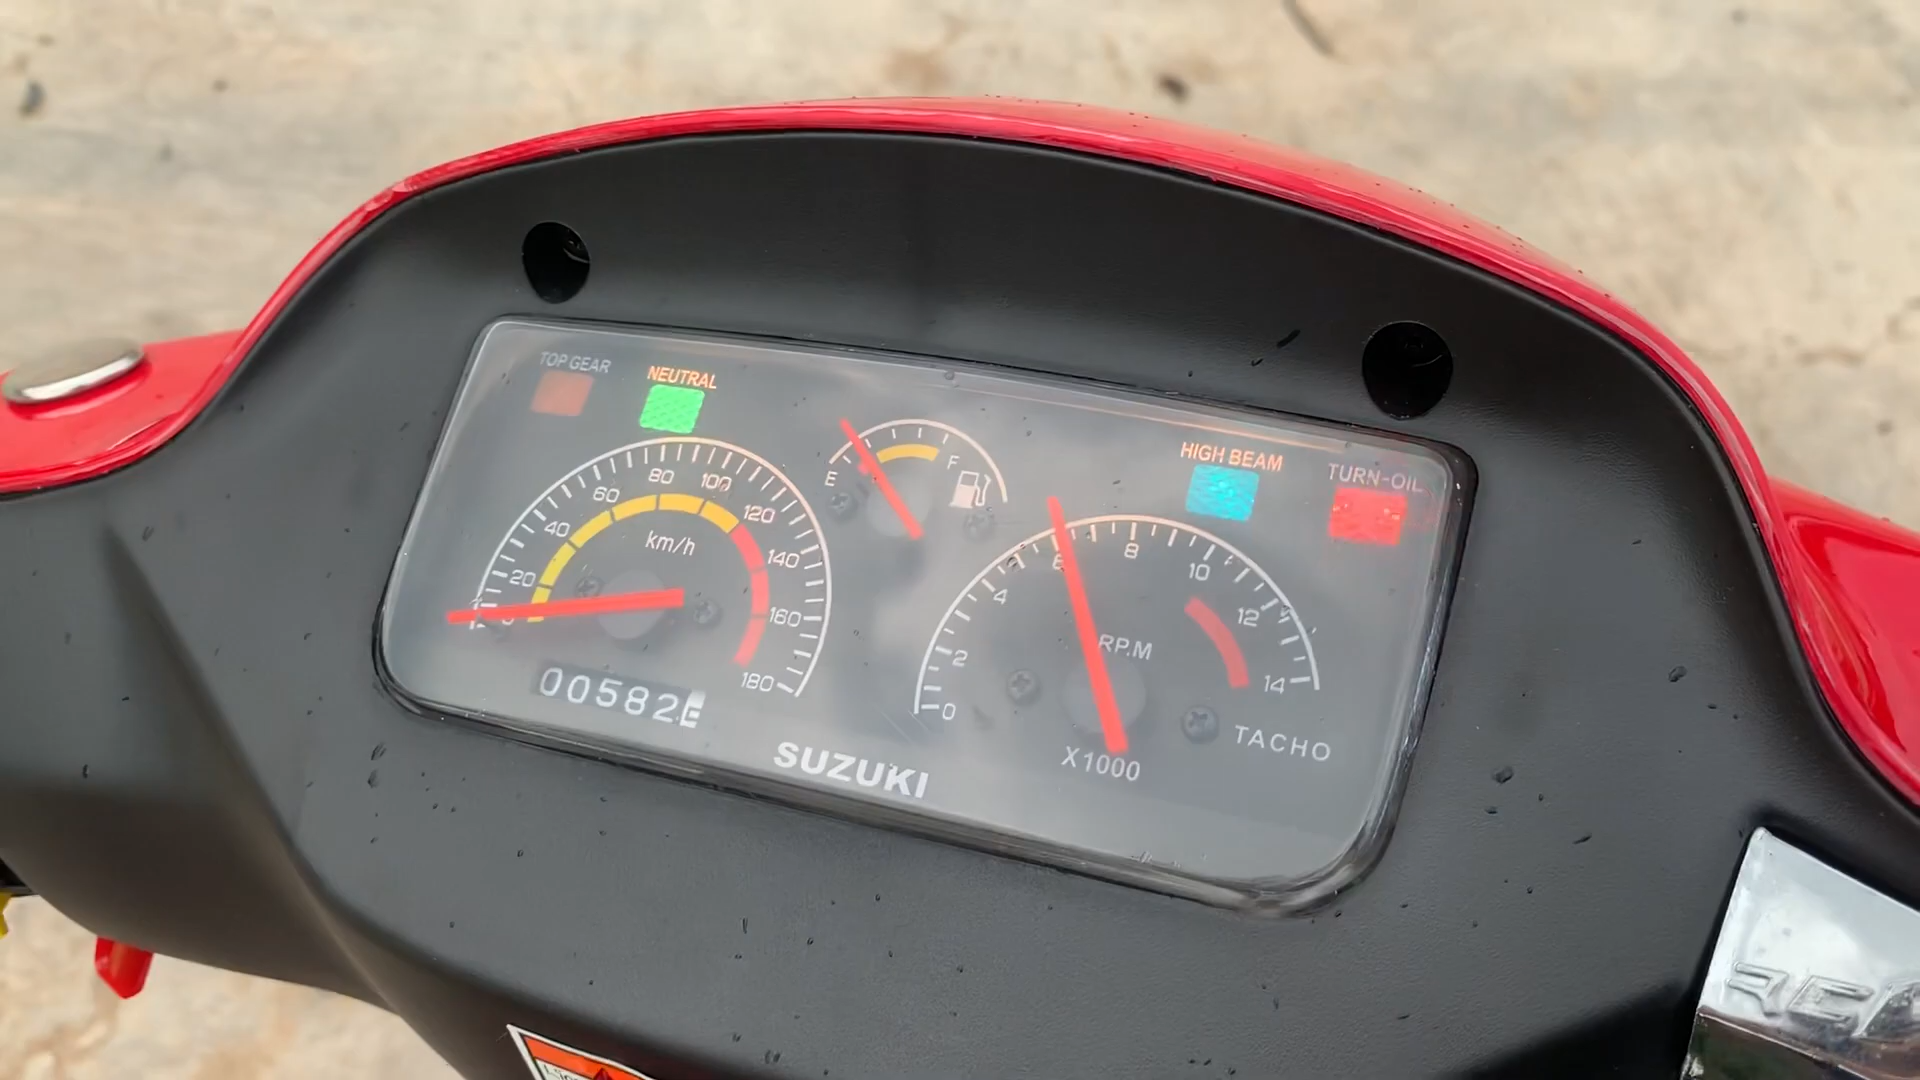 TOP GEAR
NEUTRAL
HIGH BEAM
TURN-OIL
E
F
20
40
60
80
100
120
140
160
180
km/h
0
2
4
6
8
10
12
14
R.P.M
X1000
TACHO
00582
SUZUKI